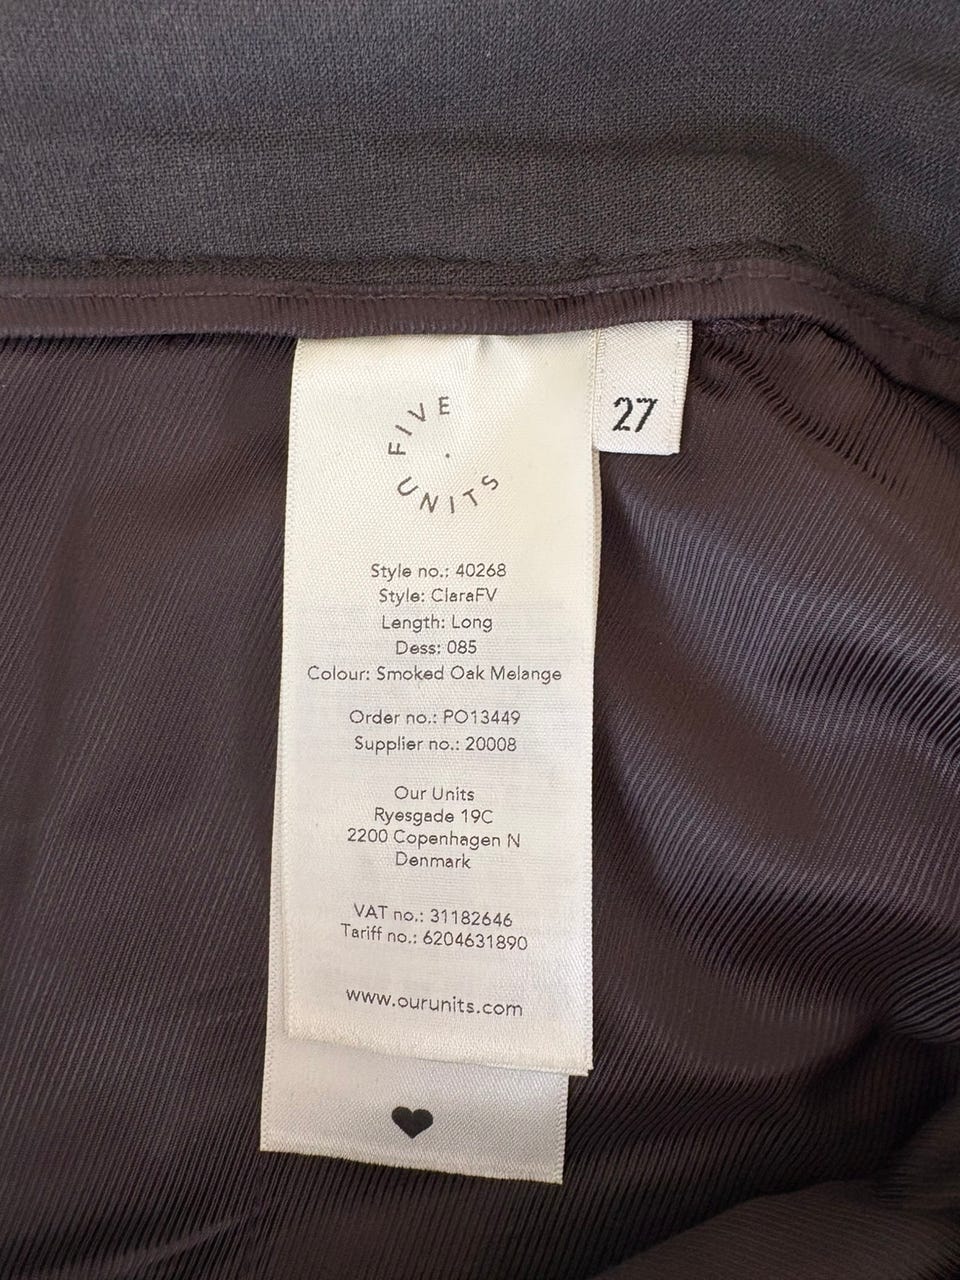 FIVE
UNITS
27
Style no.: 40268
Style: ClaraFV
Length: Long
Dess: 085
Colour: Smoked Oak Melange
Order no.: PO13449
Supplier no.: 20008
Our Units
Ryesgade 19C
2200 Copenhagen N
Denmark
VAT no.: 31182646
Tariff no.: 6204631890
www.ourunits.com